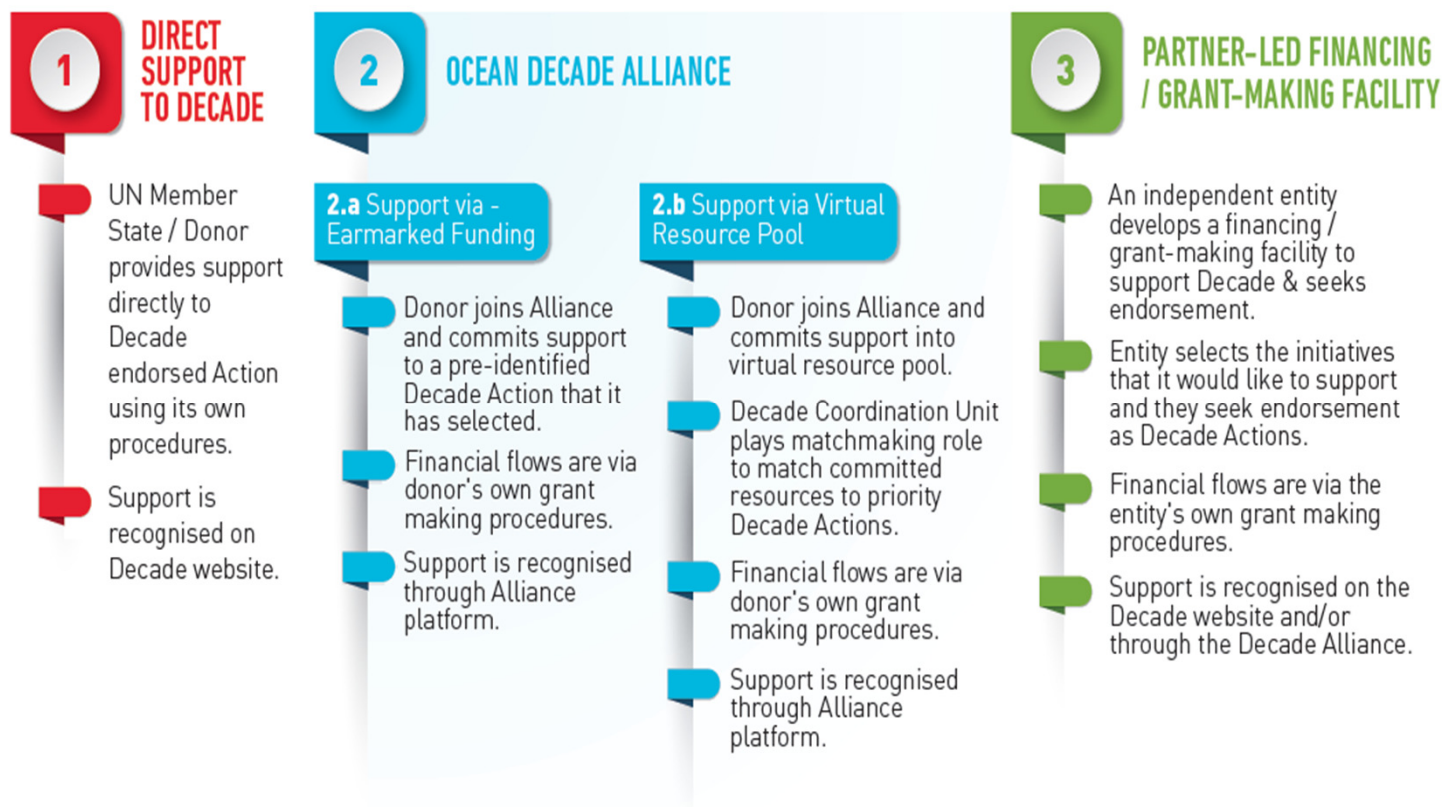 1
DIRECT
SUPPORT
TO DECADE
UN Member
State / Donor
provides support
directly to
Decade
endorsed Action
using its own
procedures.
Support is
recognised on
Decade website.
2
OCEAN DECADE ALLIANCE
2.a Support via -
Earmarked Funding
Donor joins Alliance
and commits support
to a pre-identified
Decade Action that it
has selected.
Financial flows are via
donor's own grant
making procedures.
Support is recognised
through Alliance
platform.
2.b Support via Virtual
Resource Pool
Donor joins Alliance and
commits support into
virtual resource pool.
Decade Coordination Unit
plays matchmaking role
to match committed
resources to priority
Decade Actions.
Financial flows are via
donor's own grant
making procedures.
Support is recognised
through Alliance
platform.
3
PARTNER-LED FINANCING
/ GRANT-MAKING FACILITY
An independent entity
develops a financing /
grant-making facility to
support Decade & seeks
endorsement.
Entity selects the initiatives
that it would like to support
and they seek endorsement
as Decade Actions.
Financial flows are via the
entity's own grant making
procedures.
Support is recognised on the
Decade website and/or
through the Decade Alliance.